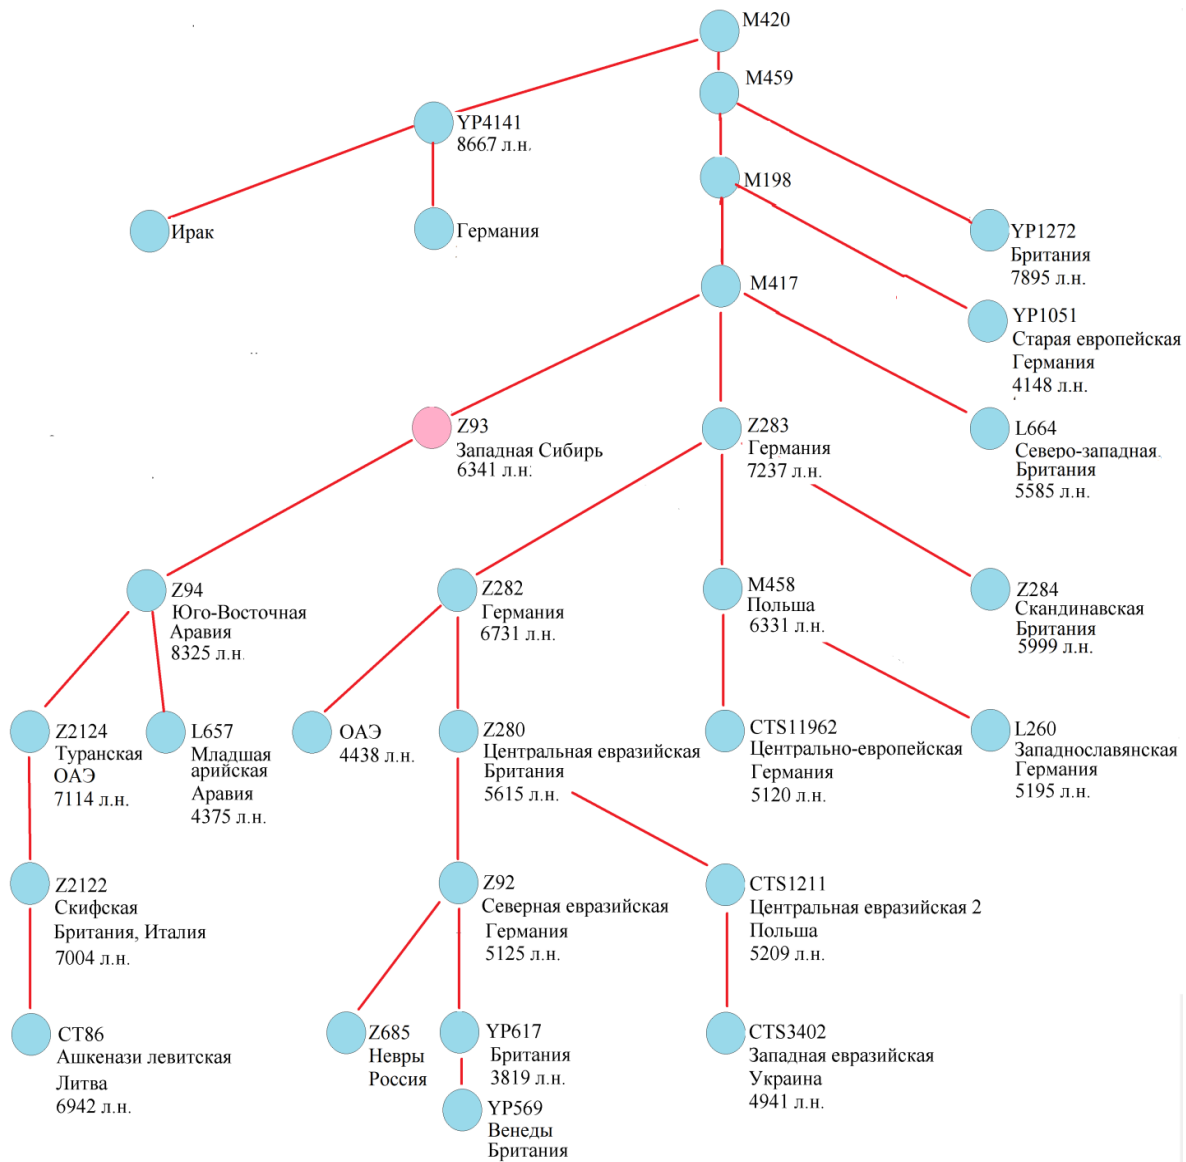 M420
M459
YP4141
8667 л.н.
M198
Ирак
Германия
YP1272
Британия
7895 л.н.
M417
YP1051
Старая европейская
Германия
4148 л.н.
Z93
Западная Сибирь
6341 л.н.
Z283
Германия
7237 л.н.
L664
Северо-западная
Британия
5585 л.н.
Z94
Юго-Восточная
Аравия
8325 л.н.
Z282
Германия
6731 л.н.
M458
Польша
6331 л.н.
Z284
Скандинавская
Британия
5999 л.н.
Z2124
Туранская
ОАЭ
7114 л.н.
L657
Младшая
арийская
Аравия
4375 л.н.
ОАЭ
4438 л.н.
Z280
Центральная евразийская
Британия
5615 л.н.
CTS11962
Центрально-европейская
Германия
5120 л.н.
L260
Западнославянская
Германия
5195 л.н.
Z2122
Скифская
Британия, Италия
7004 л.н.
Z92
Северная евразийская
Германия
5125 л.н.
CTS1211
Центральная евразийская 2
Польша
5209 л.н.
СТ86
Ашкенази левитская
Литва
6942 л.н.
Z685
Невры
Россия
YP617
Британия
3819 л.н.
CTS3402
Западная евразийская
Украина
4941 л.н.
YP569
Венеды
Британия